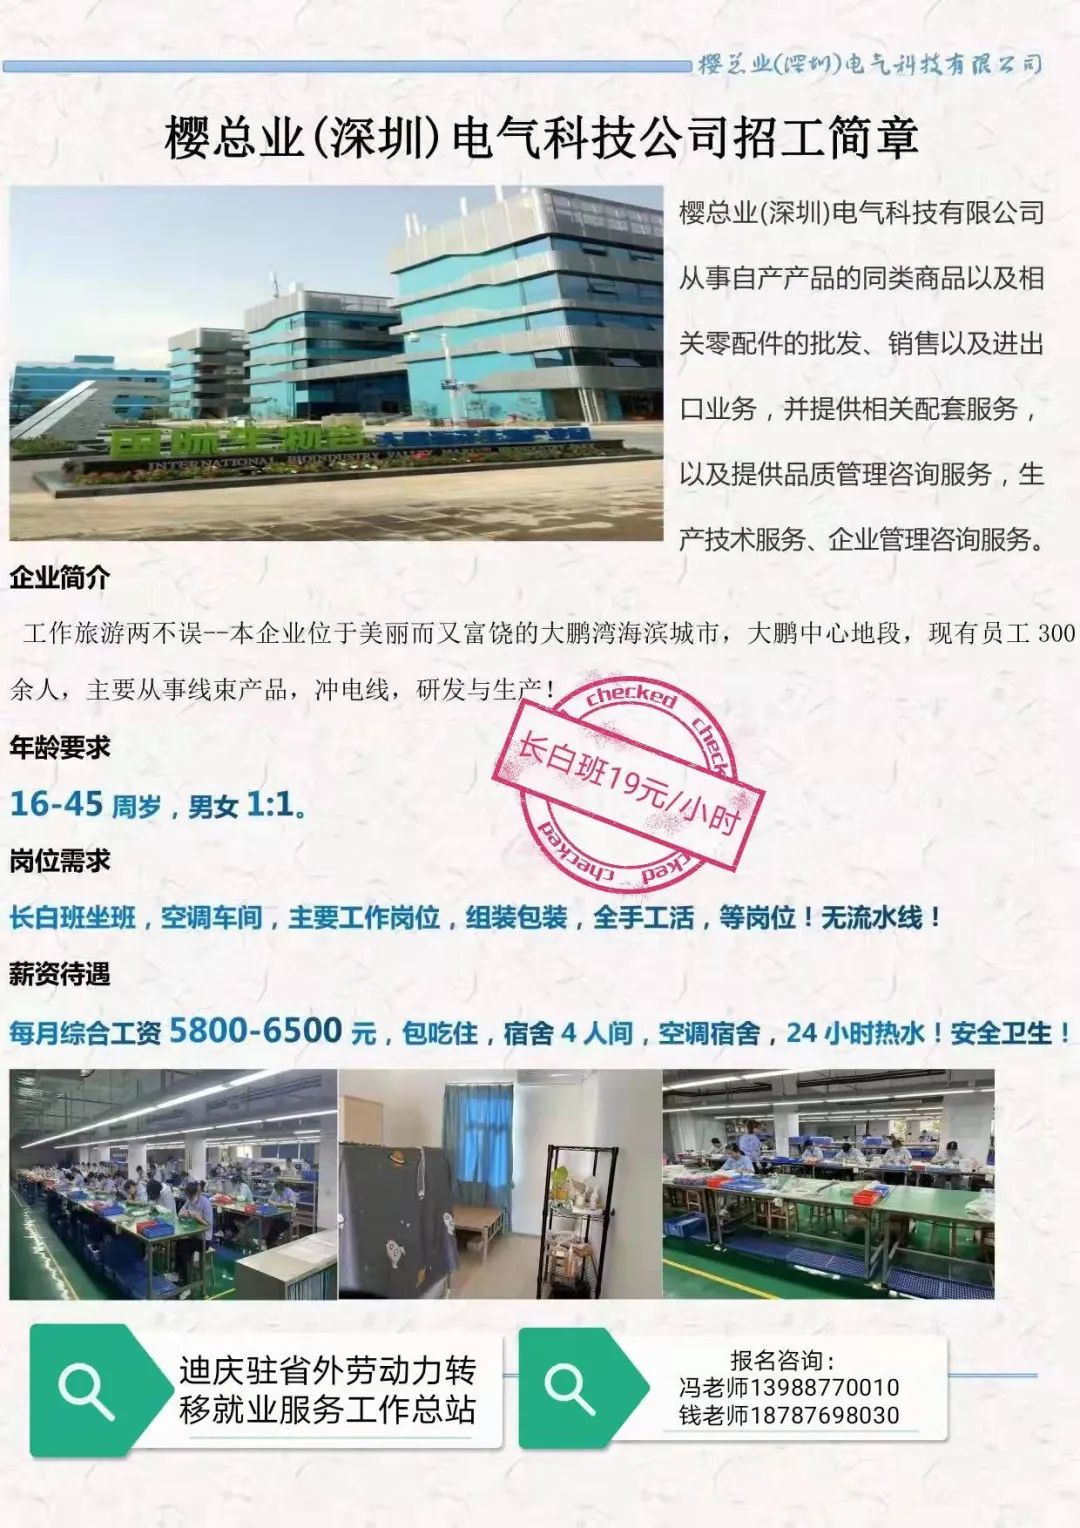 樱总业(深圳)电气科技有限公司
樱总业(深圳)电气科技公司招工简章
樱总业(深圳)电气科技有限公司
从事自产产品的同类商品以及相
关零配件的批发、销售以及进出
口业务，并提供相关配套服务，
以及提供品质管理咨询服务，生
产技术服务、企业管理咨询服务。
国际生物谷
INTERNATIONAL BIOINDUSTRY VALLEY
企业简介
工作旅游两不误--本企业位于美丽而又富饶的大鹏湾海滨城市，大鹏中心地段，现有员工 300
余人，主要从事线束产品，冲电线，研发与生产！
checked check
长白班19元/小时
checked cked
年龄要求
16-45 周岁，男女 1:1。
岗位需求
长白班坐班，空调车间，主要工作岗位，组装包装，全手工活，等岗位！无流水线！
薪资待遇
每月综合工资 5800-6500 元，包吃住，宿舍 4 人间，空调宿舍，24 小时热水！安全卫生！
迪庆驻省外劳动力转
移就业服务工作总站
报名咨询：
冯老师13988770010
钱老师18787698030